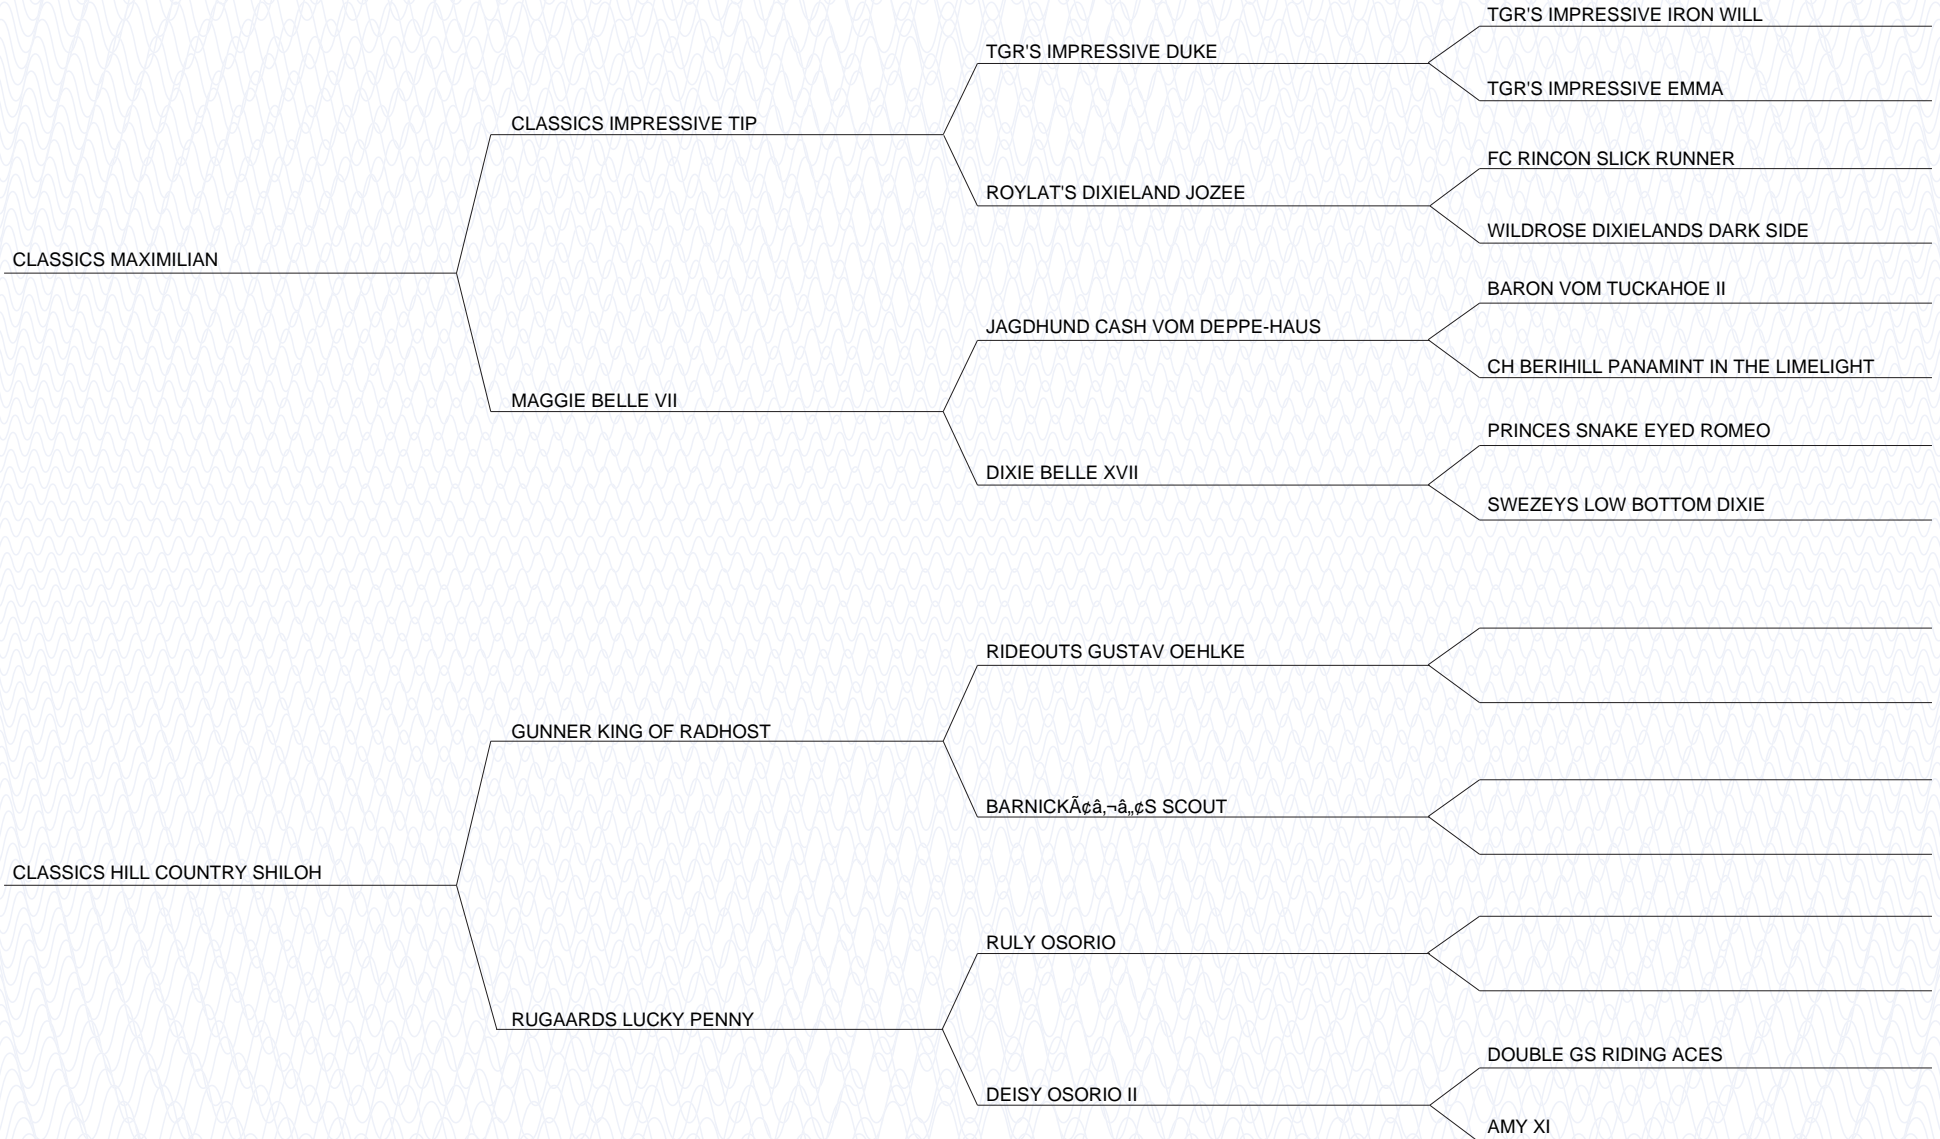 TGR'S IMPRESSIVE IRON WILL
TGR'S IMPRESSIVE DUKE
TGR'S IMPRESSIVE EMMA
CLASSICS IMPRESSIVE TIP
FC RINCON SLICK RUNNER
ROYLAT'S DIXIELAND JOZEE
WILDROSE DIXIELANDS DARK SIDE
CLASSICS MAXIMILIAN
BARON VOM TUCKAHOE II
JAGDHUND CASH VOM DEPPE-HAUS
CH BERIHILL PANAMINT IN THE LIMELIGHT
MAGGIE BELLE VII
PRINCES SNAKE EYED ROMEO
DIXIE BELLE XVII
SWEZEYS LOW BOTTOM DIXIE
RIDEOUTS GUSTAV OEHLKE
GUNNER KING OF RADHOST
BARNICKÃ¢â‚¬â„¢S SCOUT
CLASSICS HILL COUNTRY SHILOH
RULY OSORIO
RUGAARDS LUCKY PENNY
DOUBLE GS RIDING ACES
DEISY OSORIO II
AMY XI